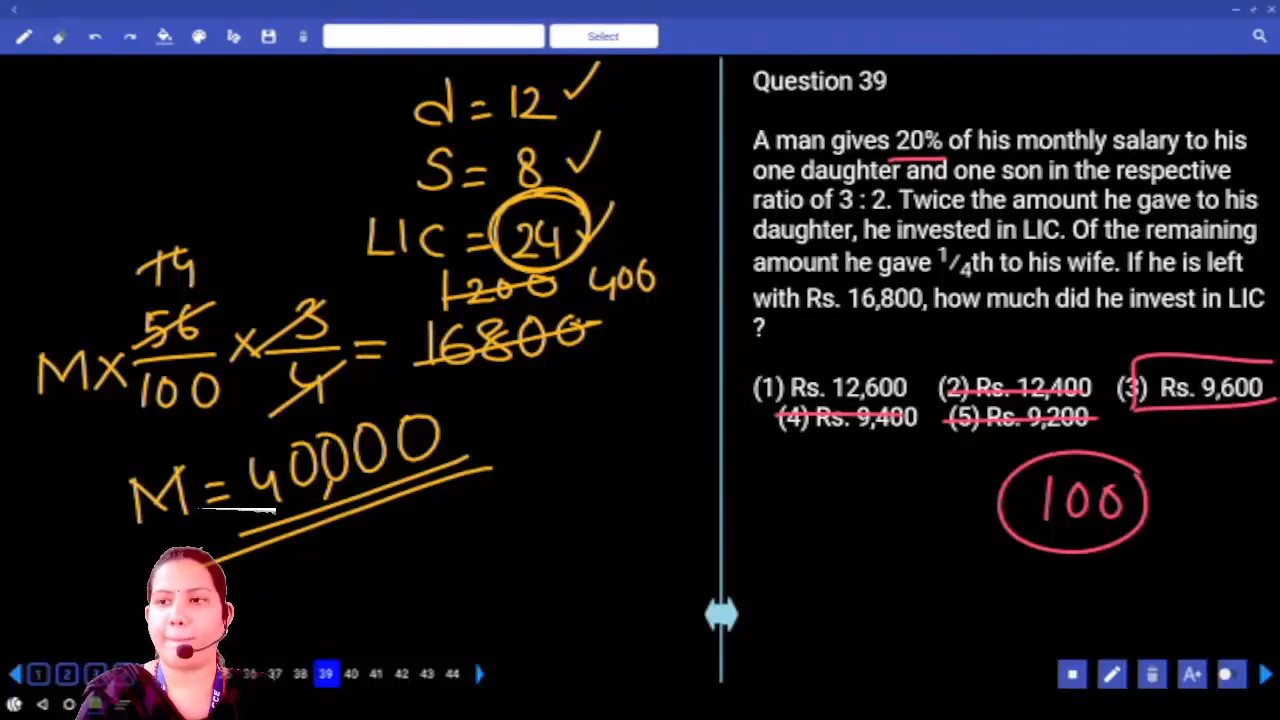 Select
d = 12 ✓
S = 8 ✓
LIC = 24 ✓
1200 400
14
M × 56/100 × 3/4 = 16800
M = 40,000
Question 39
A man gives 20% of his monthly salary to his
one daughter and one son in the respective
ratio of 3 : 2. Twice the amount he gave to his
daughter, he invested in LIC. Of the remaining
amount he gave ¹/₄th to his wife. If he is left
with Rs. 16,800, how much did he invest in LIC
?
(1) Rs. 12,600 (2) Rs. 12,400 (3) Rs. 9,600
(4) Rs. 9,400 (5) Rs. 9,200
100
1 2 3 35 36 37 38 39 40 41 42 43 44
A+